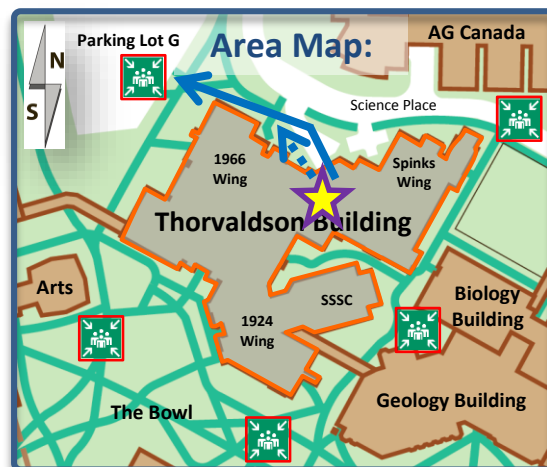 Parking Lot G
Area Map:
AG Canada
N
S
Science Place
1966
Wing
Spinks
Wing
Thorvaldson Building
Arts
SSSC
Biology
Building
1924
Wing
The Bowl
Geology Building